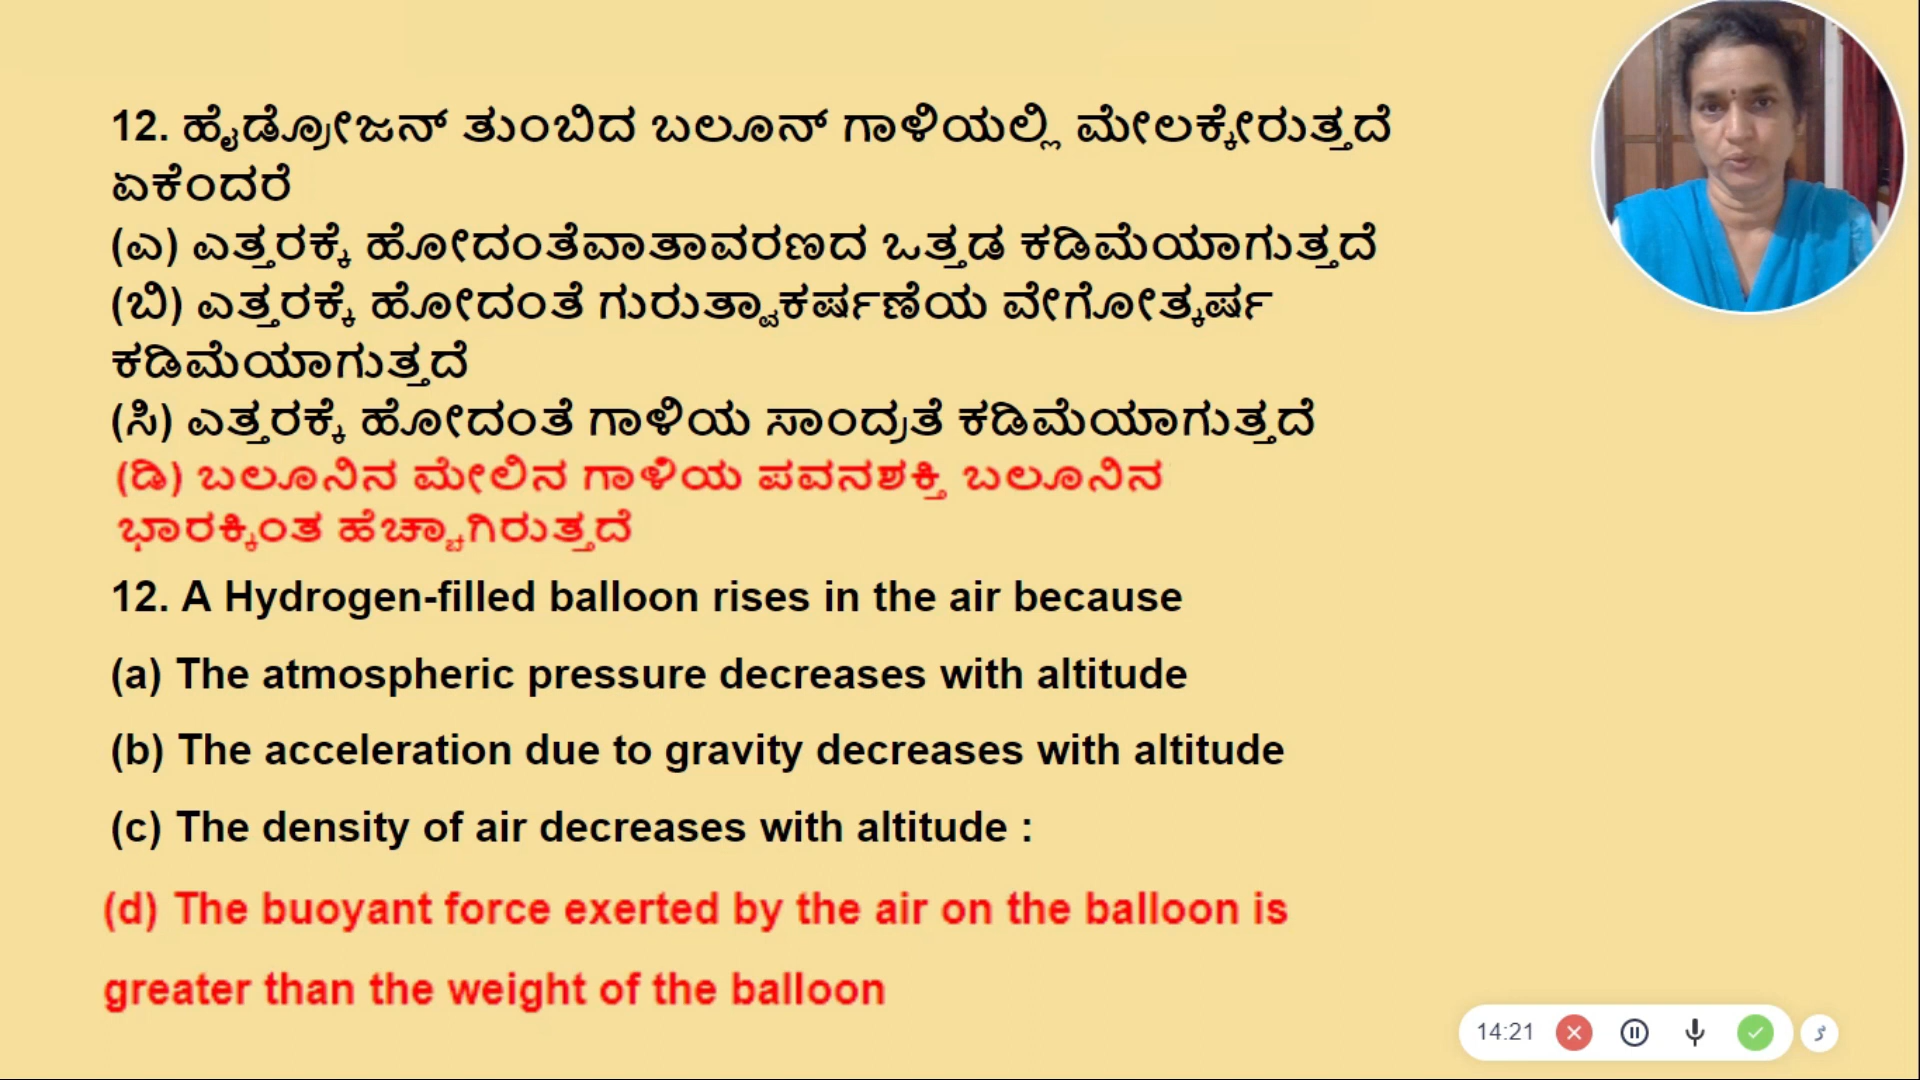 12. ಹೈಡ್ರೋಜನ್ ತುಂಬಿದ ಬಲೂನ್ ಗಾಳಿಯಲ್ಲಿ ಮೇಲಕ್ಕೇರುತ್ತದೆ
ಏಕೆಂದರೆ
(ಎ) ಎತ್ತರಕ್ಕೆ ಹೋದಂತೆವಾತಾವರಣದ ಒತ್ತಡ ಕಡಿಮೆಯಾಗುತ್ತದೆ
(ಬಿ) ಎತ್ತರಕ್ಕೆ ಹೋದಂತೆ ಗುರುತ್ವಾಕರ್ಷಣೆಯ ವೇಗೋತ್ಕರ್ಷ
ಕಡಿಮೆಯಾಗುತ್ತದೆ
(ಸಿ) ಎತ್ತರಕ್ಕೆ ಹೋದಂತೆ ಗಾಳಿಯ ಸಾಂದ್ರತೆ ಕಡಿಮೆಯಾಗುತ್ತದೆ
(ಡಿ) ಬಲೂನಿನ ಮೇಲಿನ ಗಾಳಿಯ ಪವನಶಕ್ತಿ ಬಲೂನಿನ
ಭಾರಕ್ಕಿಂತ ಹೆಚ್ಚಾಗಿರುತ್ತದೆ
12. A Hydrogen-filled balloon rises in the air because
(a) The atmospheric pressure decreases with altitude
(b) The acceleration due to gravity decreases with altitude
(c) The density of air decreases with altitude :
(d) The buoyant force exerted by the air on the balloon is
greater than the weight of the balloon
14:21